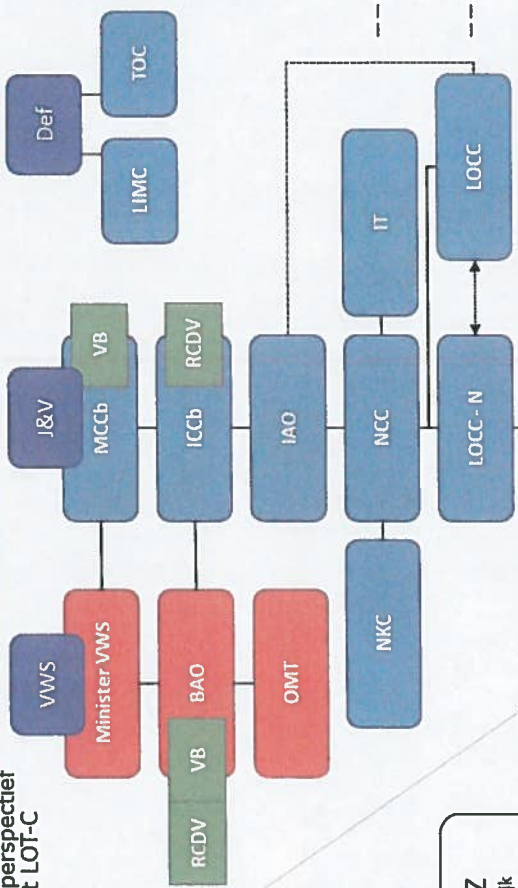 perspectief
t LOT-C
VWS
J&V
Def
Minister VWS
MCCb
VB
LIMC
TOC
RCDV
VB
BAO
ICCb
RCDV
OMT
IAO
NKC
NCC
IT
LOCC - N
LOCC
Z
k